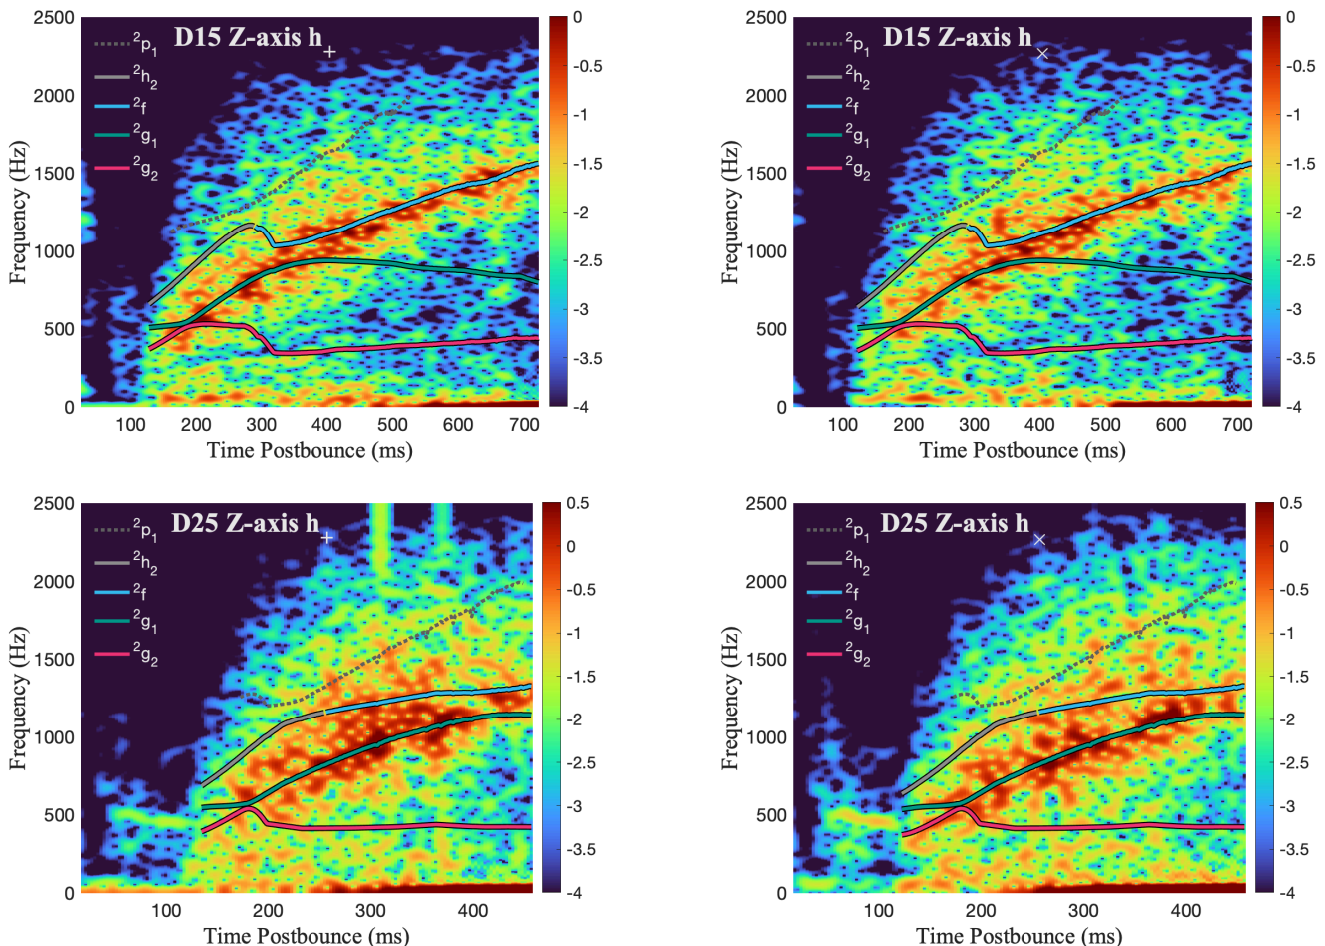 D15 Z-axis h+
²p₁
²h₂
²f
²g₁
²g₂
2500
2000
1500
1000
500
0
Frequency (Hz)
100 200 300 400 500 600 700
Time Postbounce (ms)
0
-0.5
-1
-1.5
-2
-2.5
-3
-3.5
-4
D15 Z-axis h×
²p₁
²h₂
²f
²g₁
²g₂
2500
2000
1500
1000
500
0
Frequency (Hz)
100 200 300 400 500 600 700
Time Postbounce (ms)
0
-0.5
-1
-1.5
-2
-2.5
-3
-3.5
-4
D25 Z-axis h+
²p₁
²h₂
²f
²g₁
²g₂
2500
2000
1500
1000
500
0
Frequency (Hz)
100 200 300 400
Time Postbounce (ms)
0.5
0
-0.5
-1
-1.5
-2
-2.5
-3
-3.5
-4
D25 Z-axis h×
²p₁
²h₂
²f
²g₁
²g₂
2500
2000
1500
1000
500
0
Frequency (Hz)
100 200 300 400
Time Postbounce (ms)
0.5
0
-0.5
-1
-1.5
-2
-2.5
-3
-3.5
-4